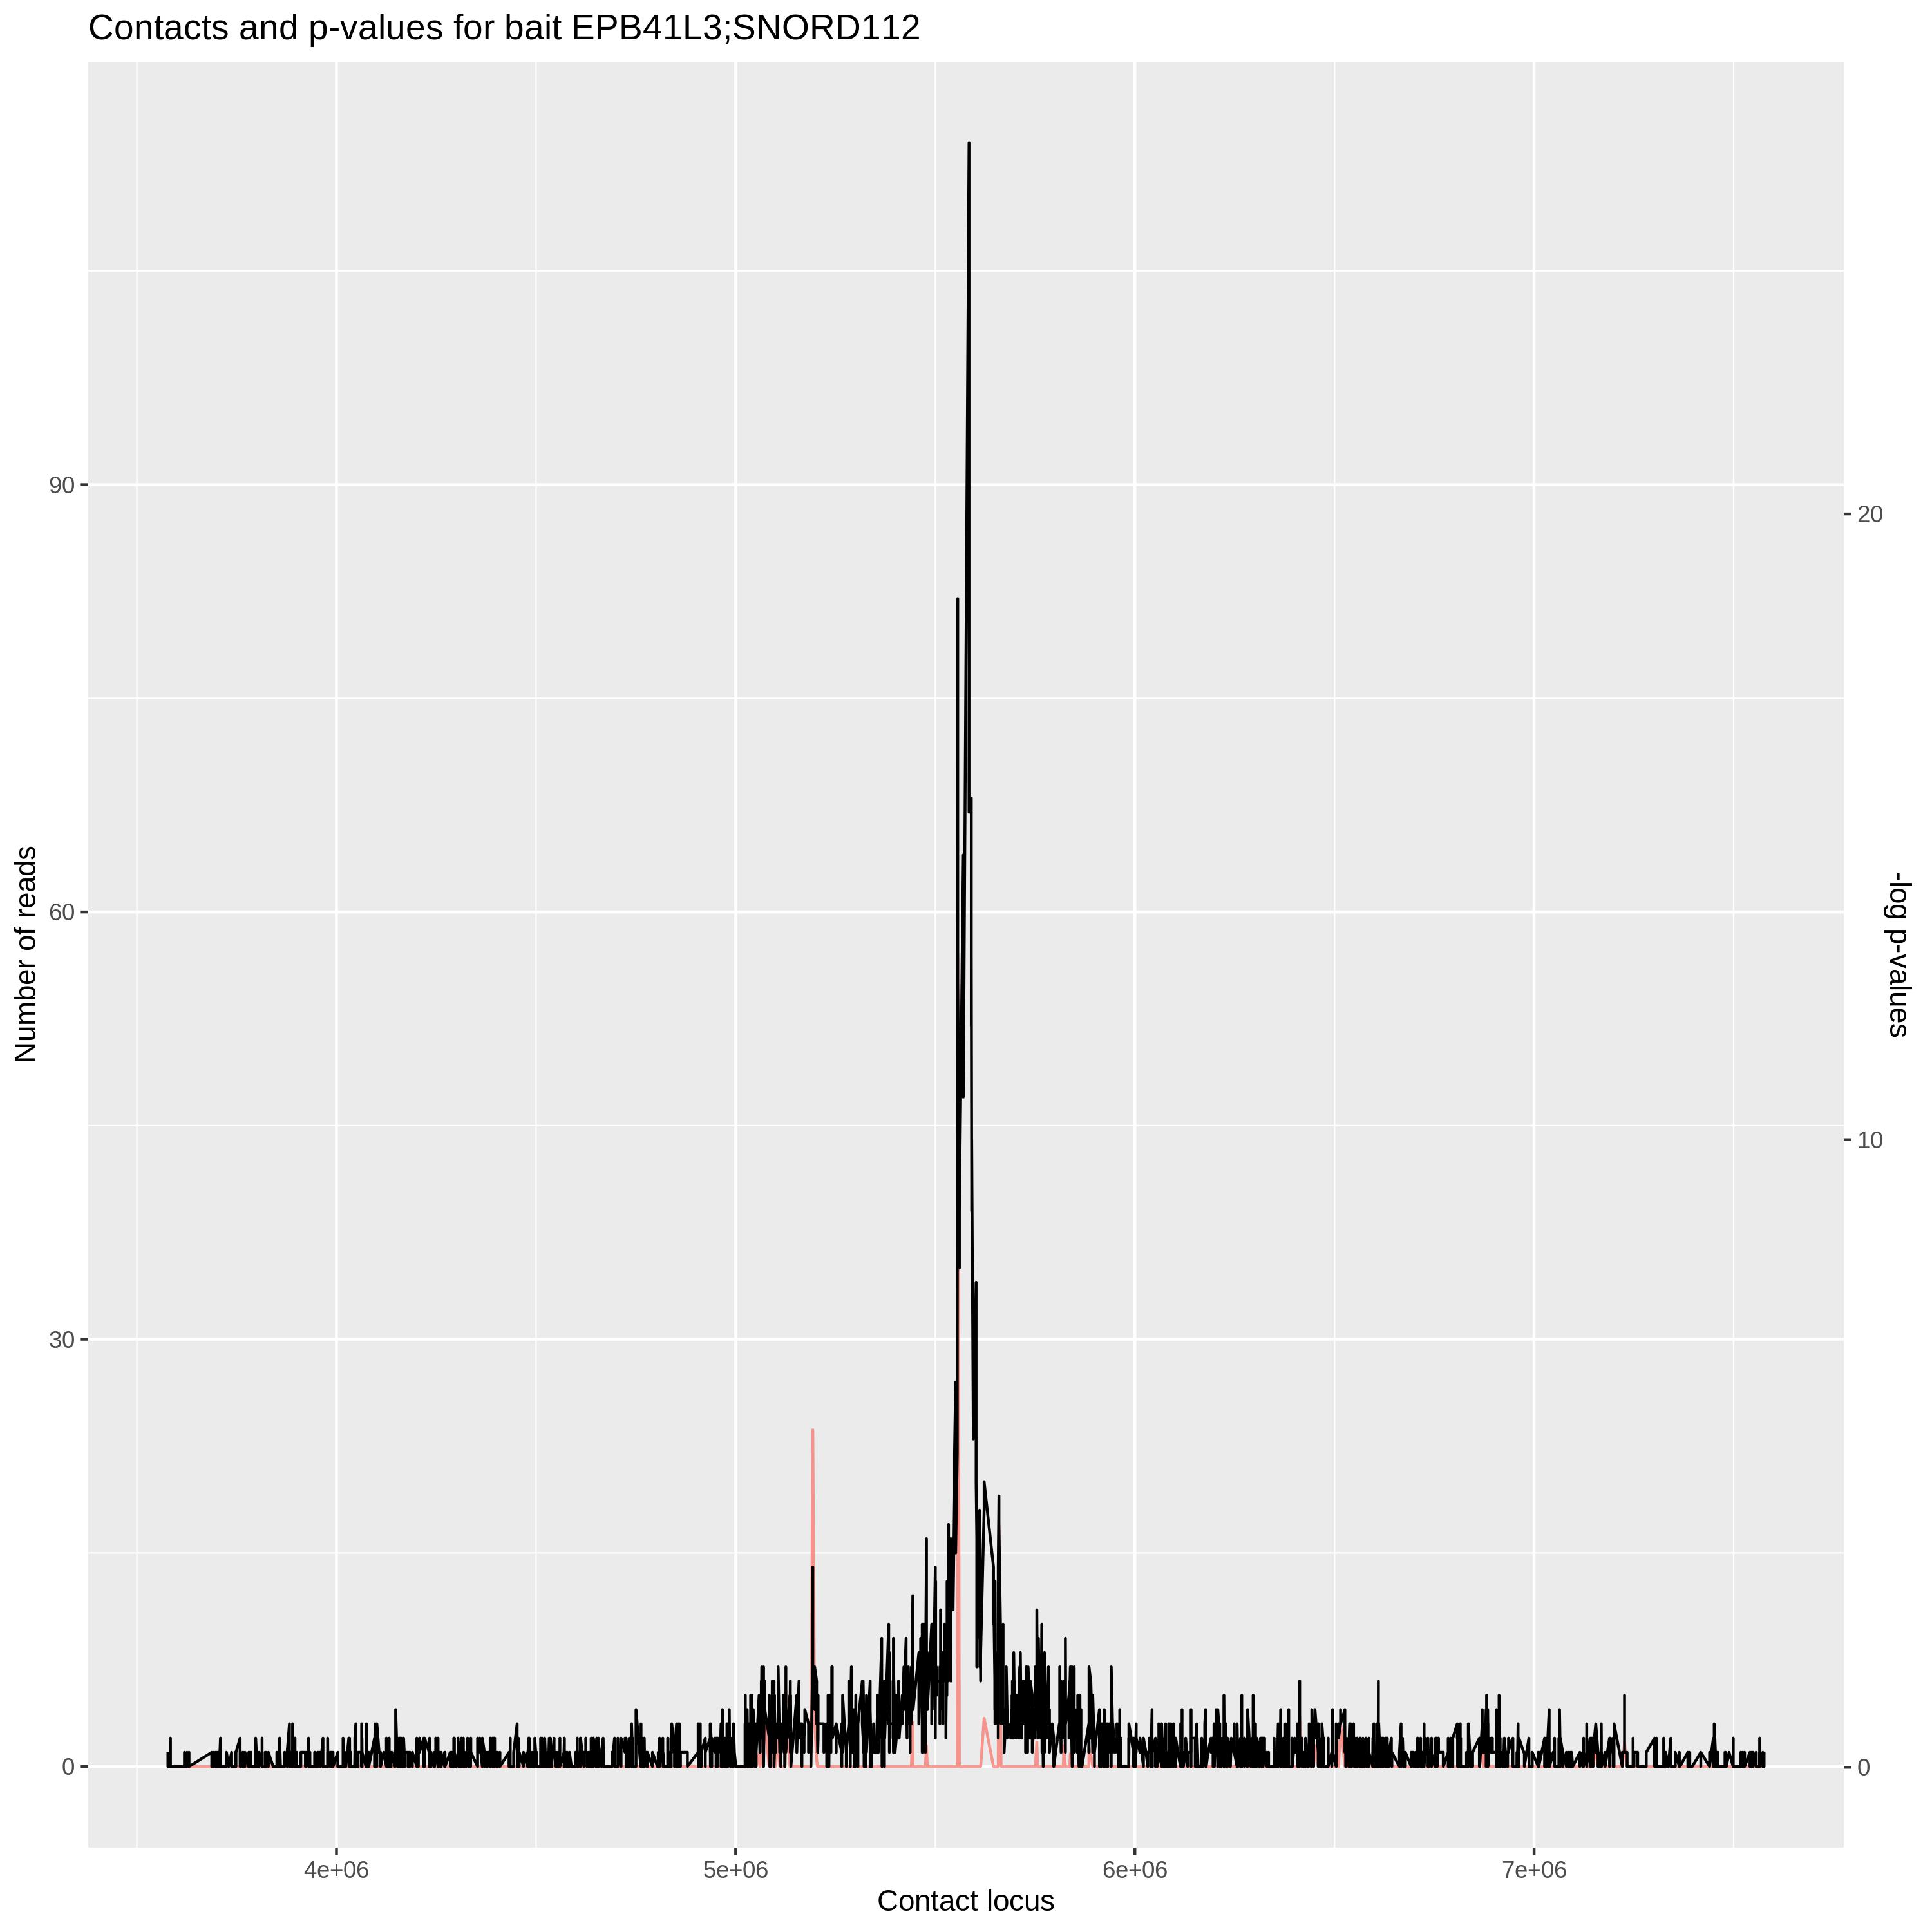 Contacts and p-values for bait EPB41L3;SNORD112
90
60
30
0
Number of reads
20
10
0
-log p-values
4e+06
5e+06
6e+06
7e+06
Contact locus